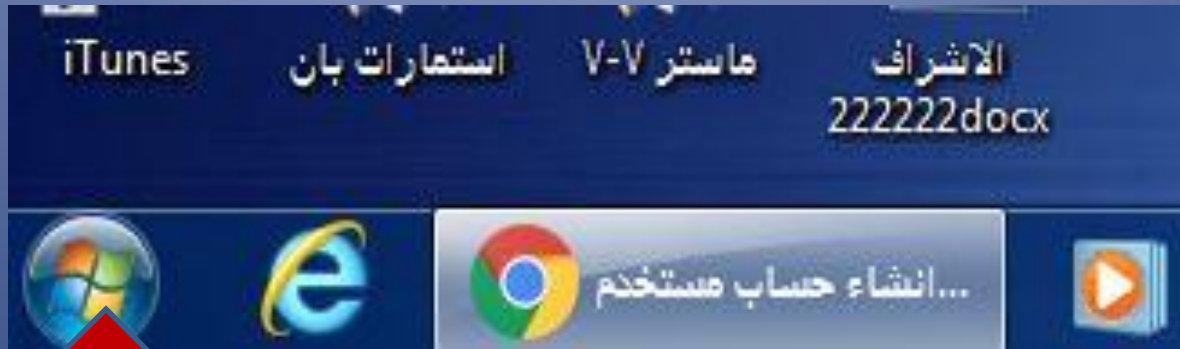 iTunes
استمارات بان
ماستر ٧-٧
الاشراف
222222docx
انشاء حساب مستخدم...